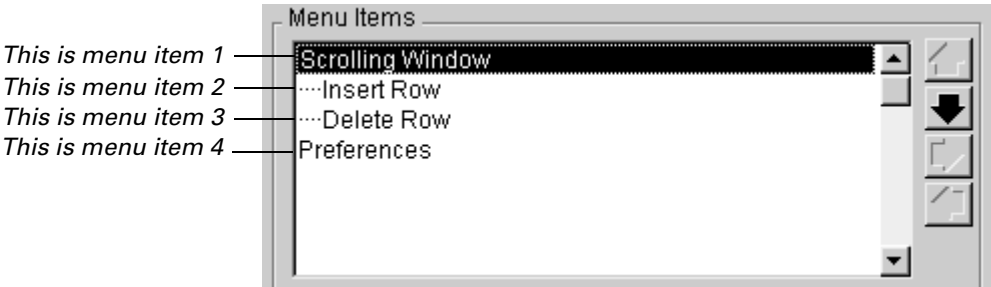 Menu Items
This is menu item 1
Scrolling Window
This is menu item 2
....Insert Row
This is menu item 3
....Delete Row
This is menu item 4
Preferences